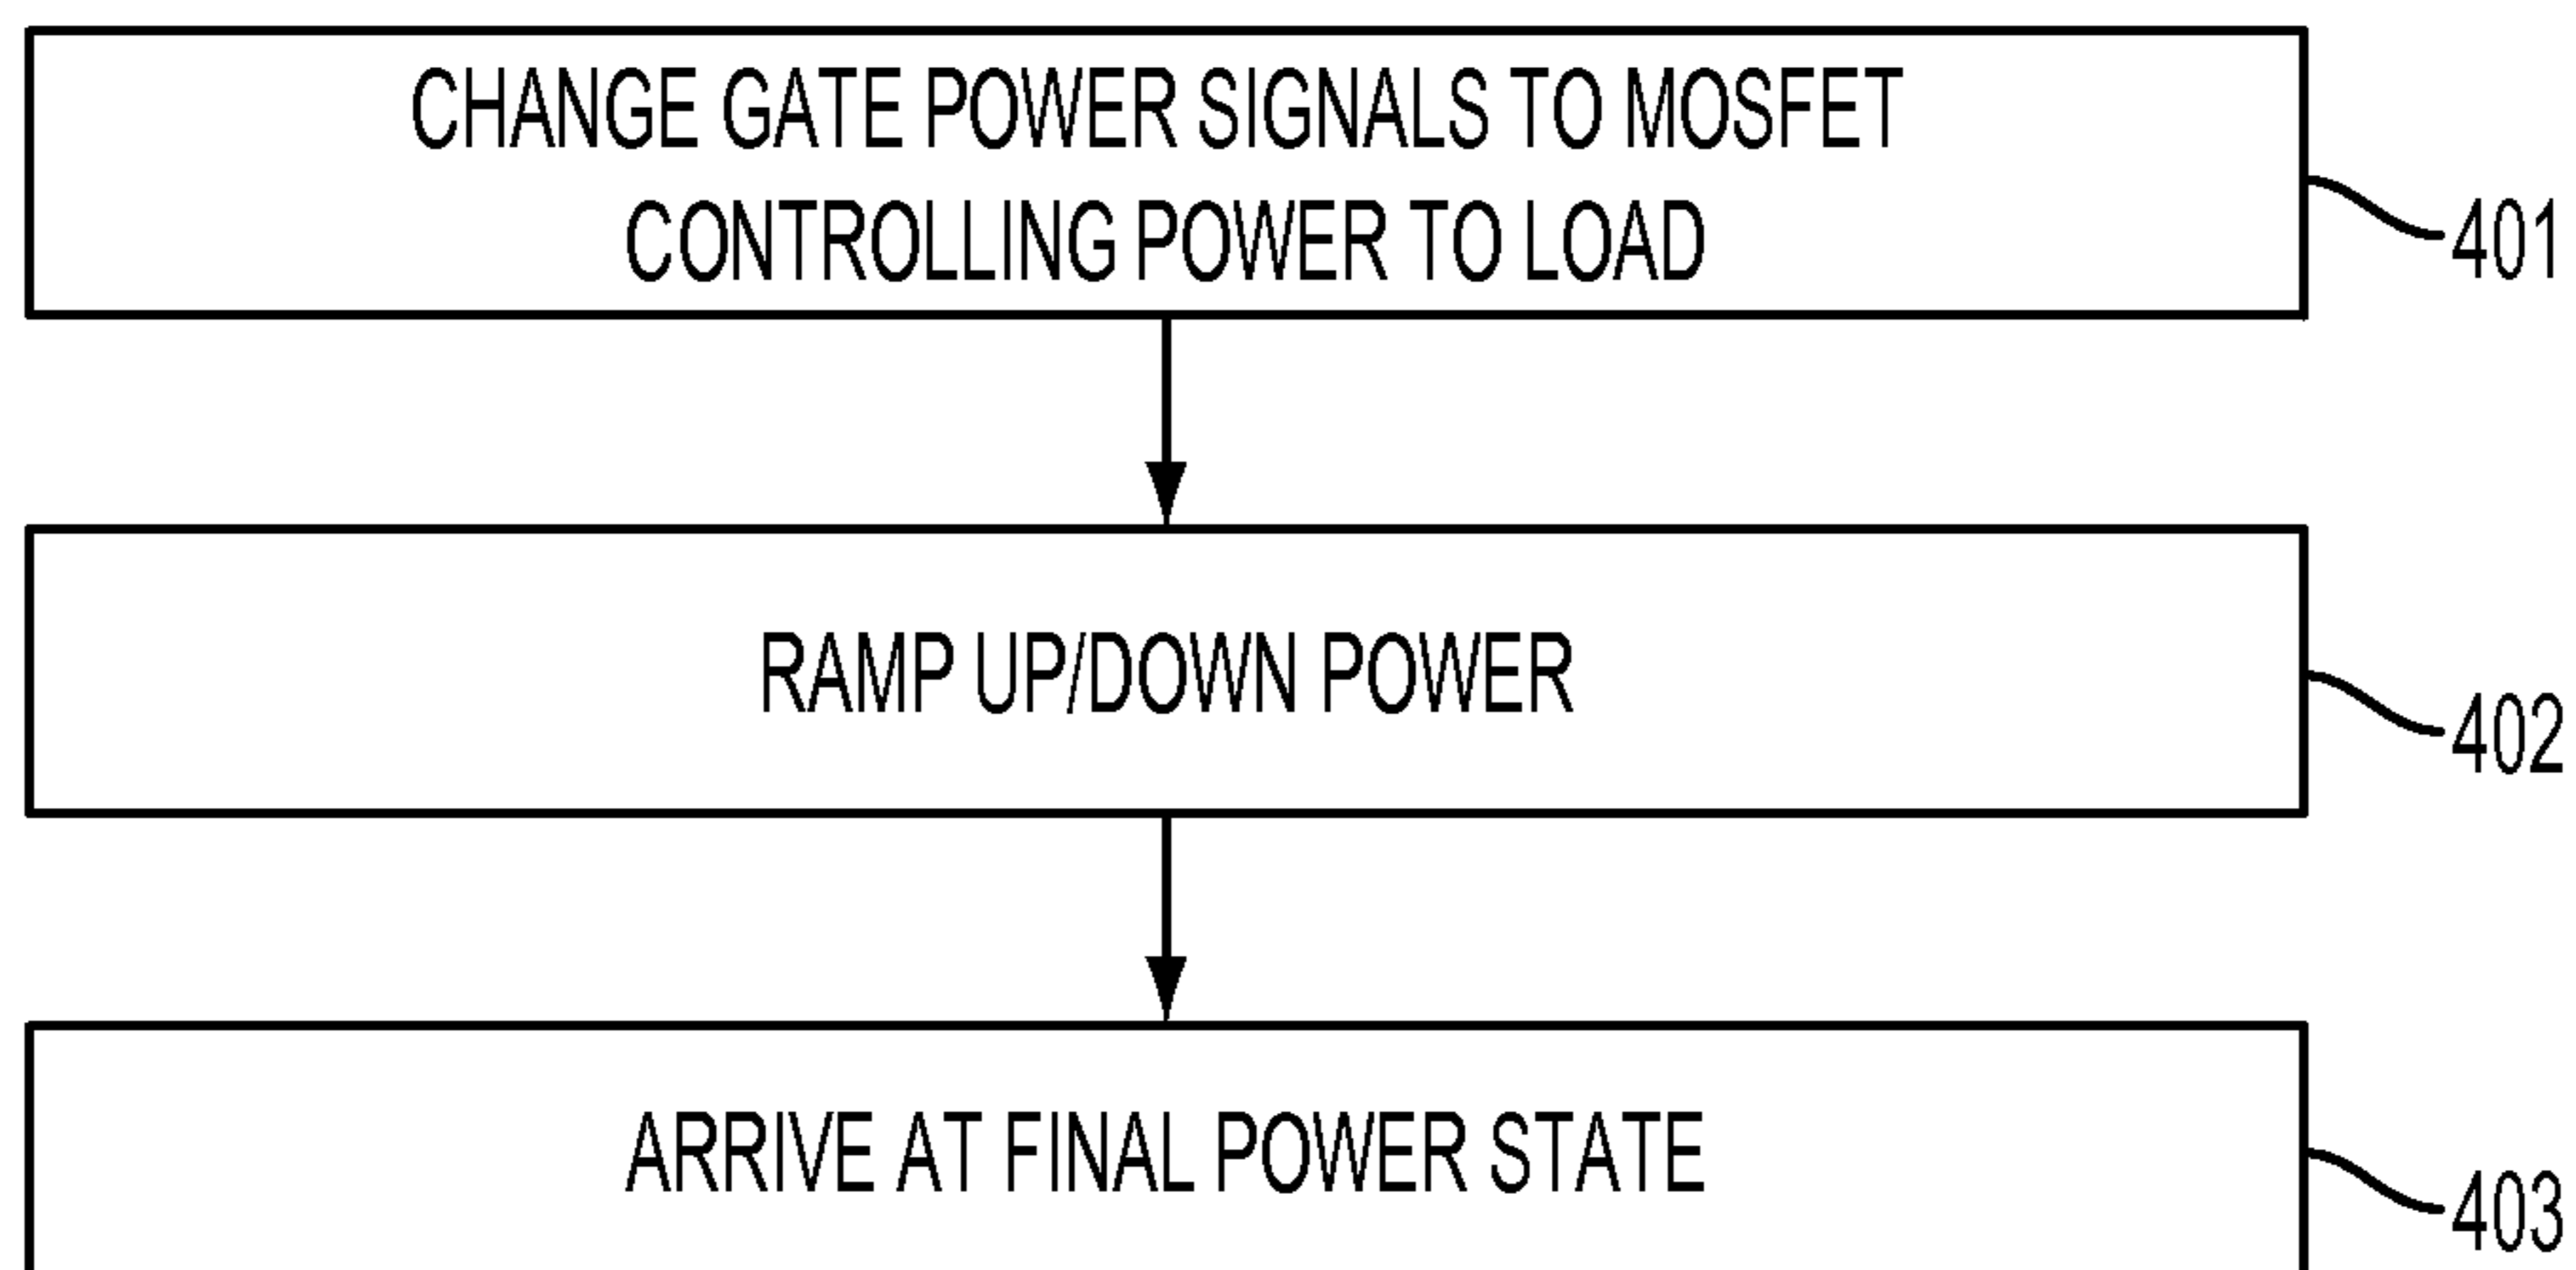 CHANGE GATE POWER SIGNALS TO MOSFET
CONTROLLING POWER TO LOAD
401
RAMP UP/DOWN POWER
402
ARRIVE AT FINAL POWER STATE
403